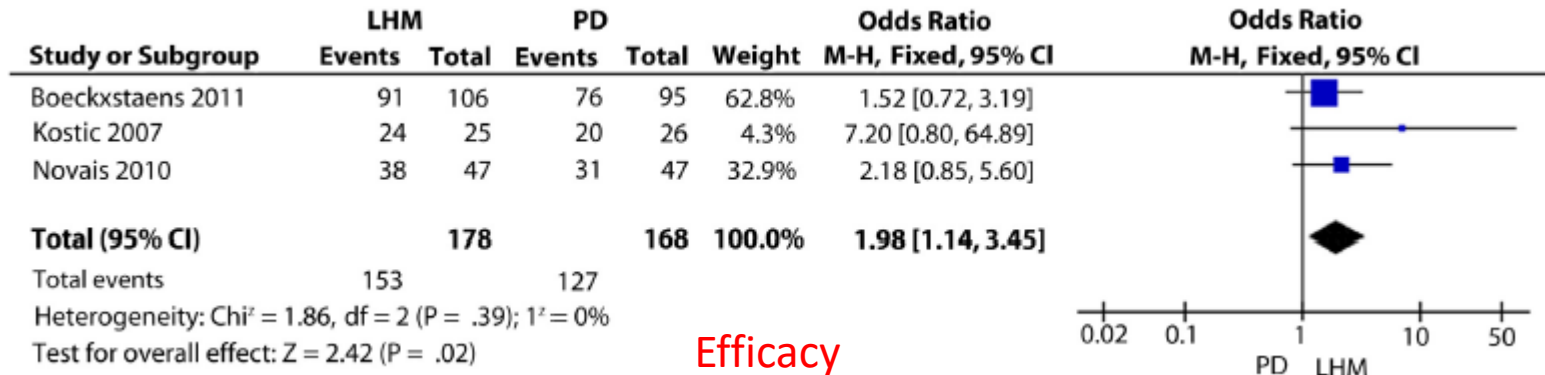 LHM PD Odds Ratio Odds Ratio
Study or Subgroup Events Total Events Total Weight M-H, Fixed, 95% CI M-H, Fixed, 95% CI
Boeckxstaens 2011 91 106 76 95 62.8% 1.52 [0.72, 3.19]
Kostic 2007 24 25 20 26 4.3% 7.20 [0.80, 64.89]
Novais 2010 38 47 31 47 32.9% 2.18 [0.85, 5.60]
Total (95% CI) 178 168 100.0% 1.98 [1.14, 3.45]
Total events 153 127
Heterogeneity: Chiᶻ = 1.86, df = 2 (P = .39); 1ᶻ = 0%
Test for overall effect: Z = 2.42 (P = .02)
Efficacy
0.02 0.1 1 10 50
PD LHM